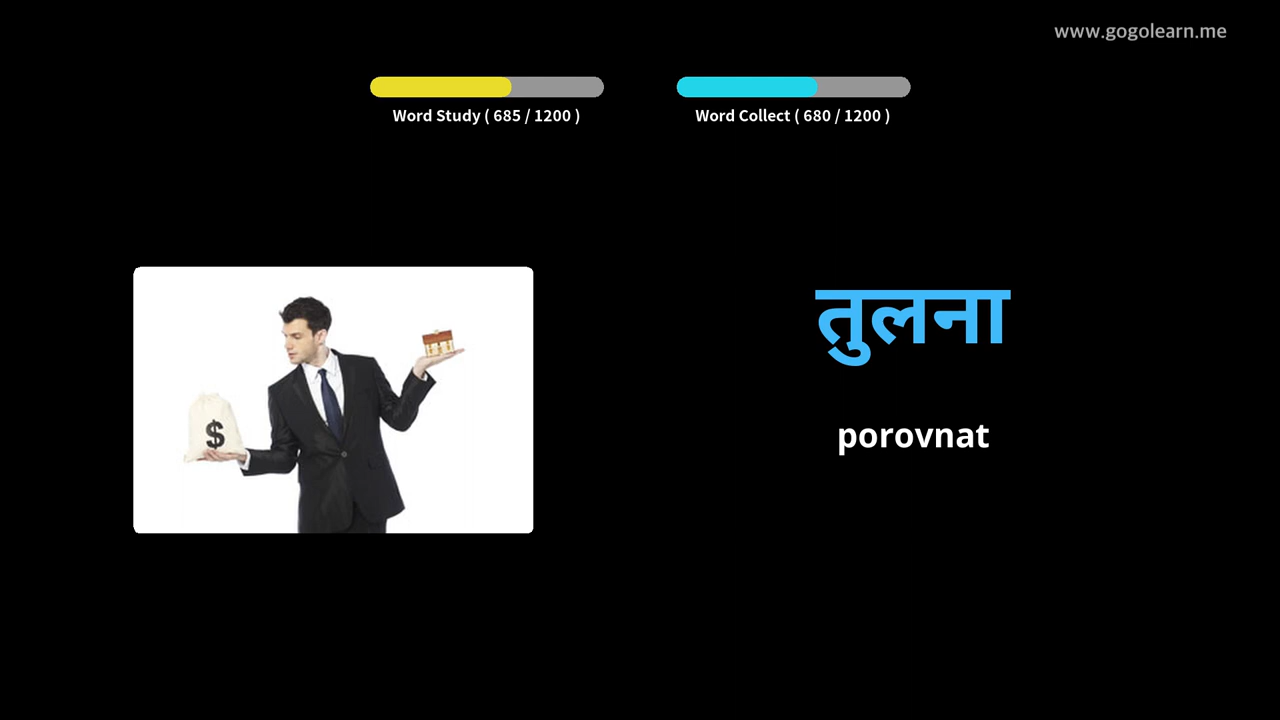 www.gogolearn.me
Word Study ( 685 / 1200 )
Word Collect ( 680 / 1200 )
तुलना
porovnat
$